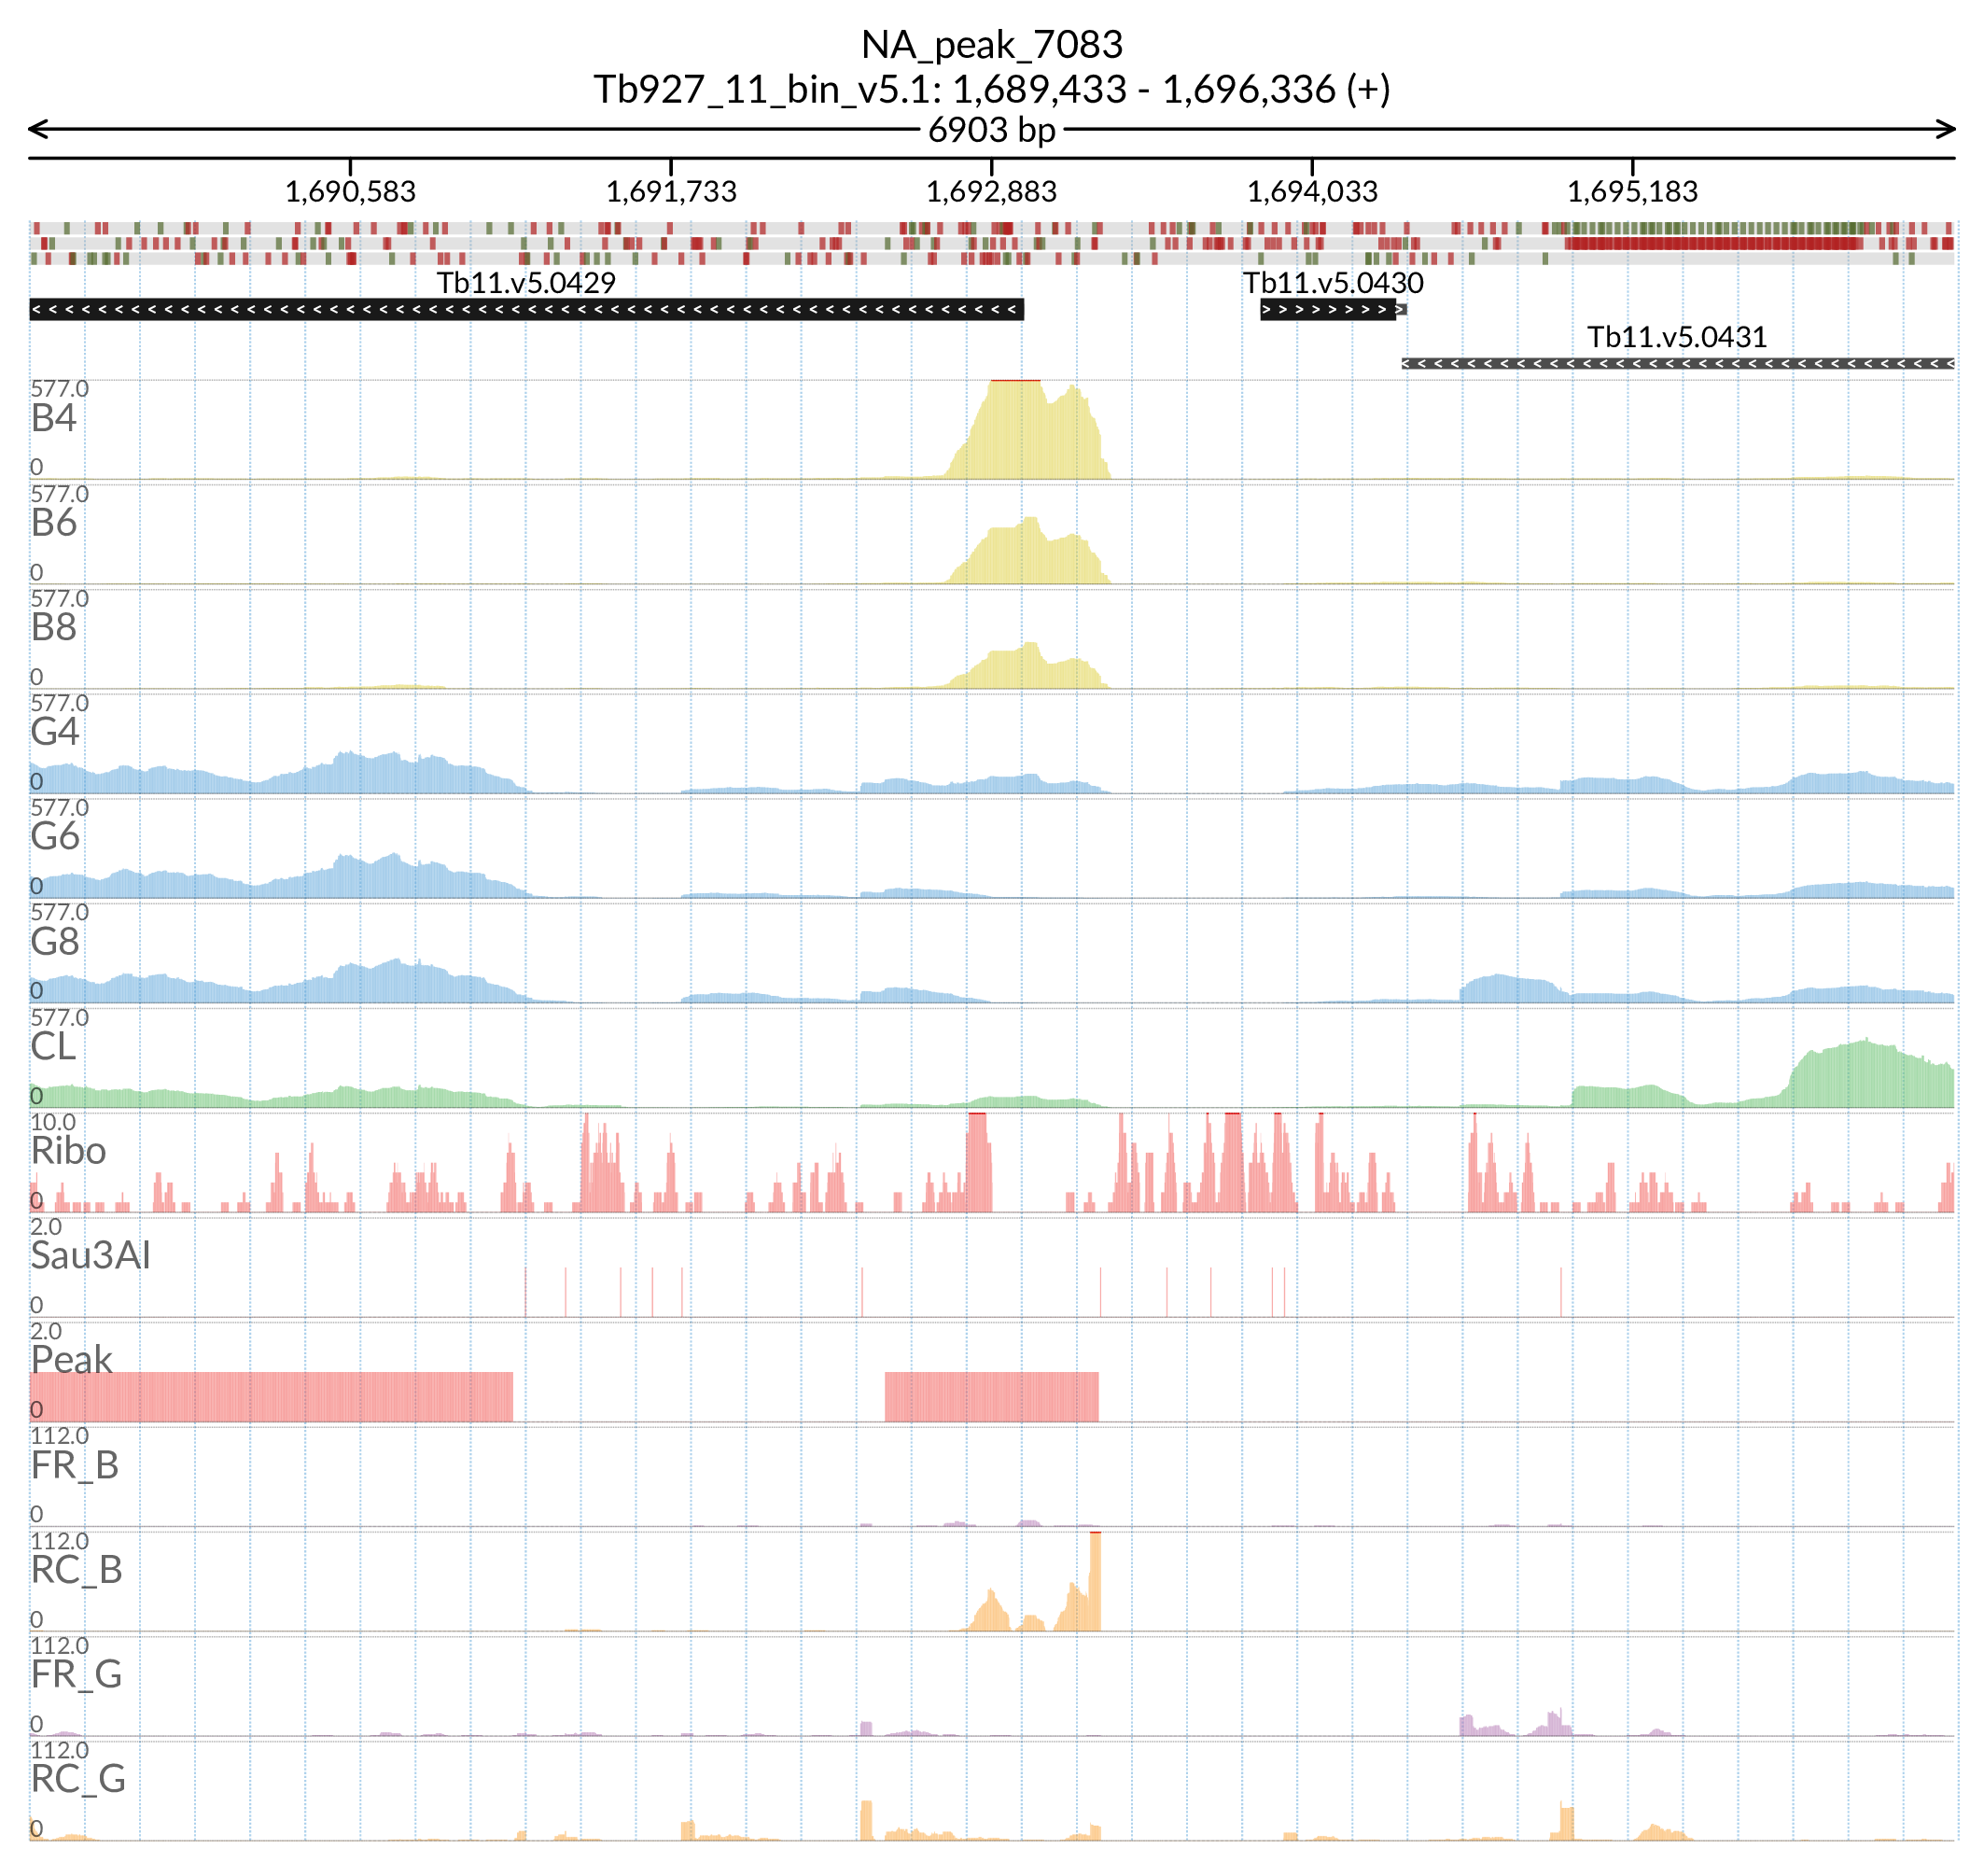 NA_peak_7083
Tb927_11_bin_v5.1: 1,689,433 - 1,696,336 (+)
6903 bp
1,690,583 1,691,733 1,692,883 1,694,033 1,695,183
Tb11.v5.0429 Tb11.v5.0430
Tb11.v5.0431
577.0
B4
0
577.0
B6
0
577.0
B8
0
577.0
G4
0
577.0
G6
0
577.0
G8
0
577.0
CL
0
10.0
Ribo
0
2.0
Sau3AI
0
2.0
Peak
0
112.0
FR_B
0
112.0
RC_B
0
112.0
FR_G
0
112.0
RC_G
0